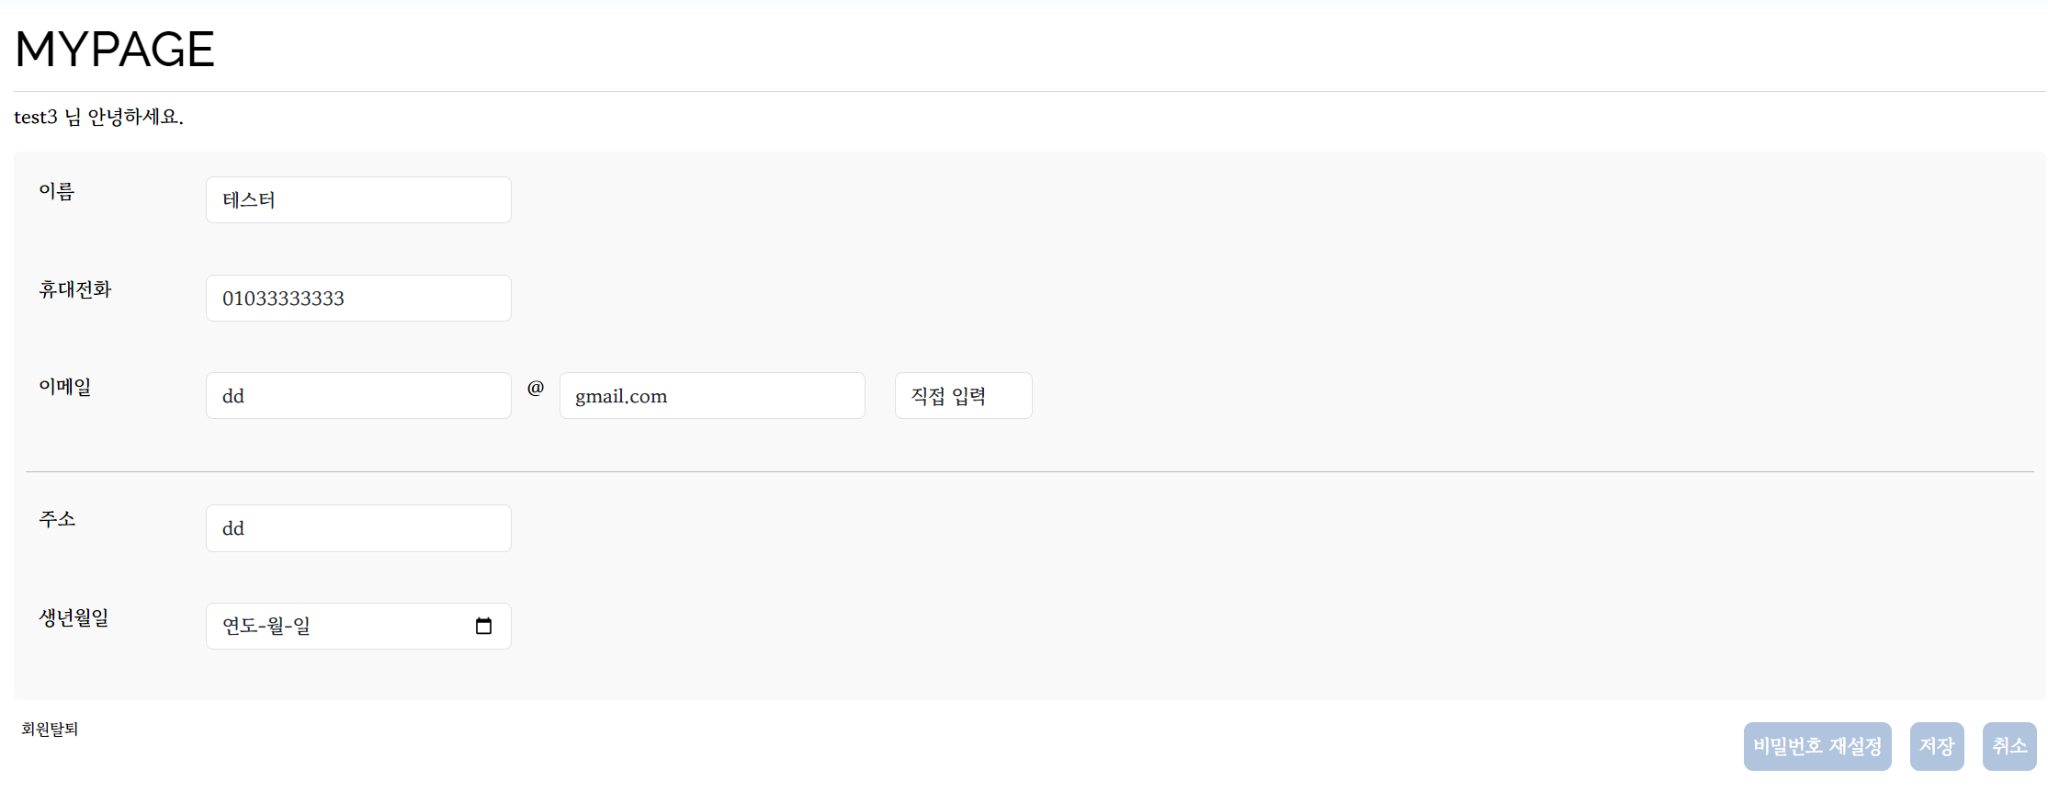 MYPAGE
test3 님 안녕하세요.
이름 테스터
휴대전화 01033333333
이메일 dd @ gmail.com 직접 입력
주소 dd
생년월일 연도-월-일
회원탈퇴 비밀번호 재설정 저장 취소